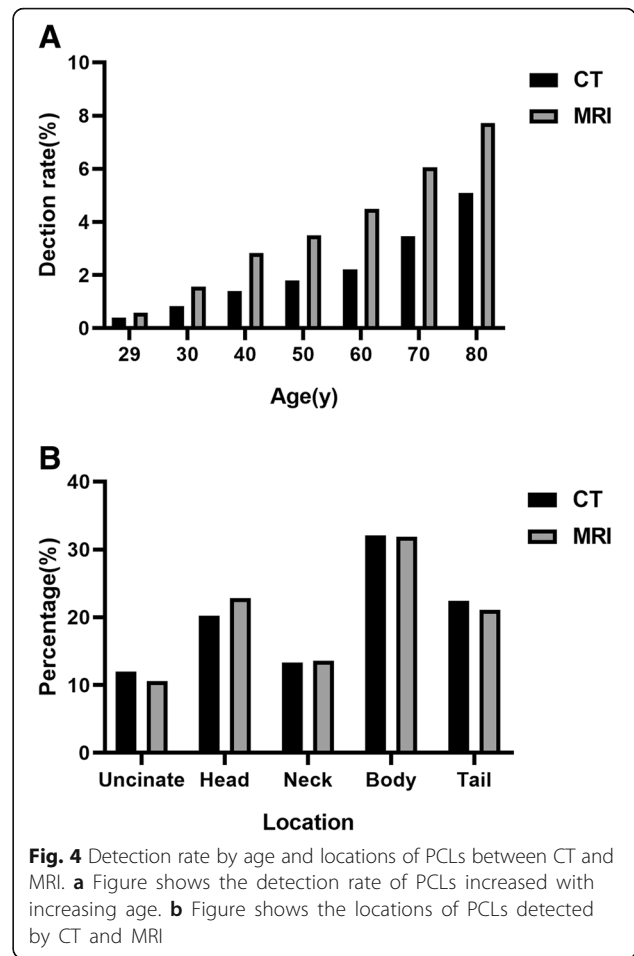 A
10
8
6
4
2
0
Dection rate(%)
29 30 40 50 60 70 80
Age(y)
CT
MRI
B
40
30
20
10
0
Percentage(%)
Uncinate Head Neck Body Tail
Location
CT
MRI
Fig. 4 Detection rate by age and locations of PCLs between CT and
MRI. a Figure shows the detection rate of PCLs increased with
increasing age. b Figure shows the locations of PCLs detected
by CT and MRI